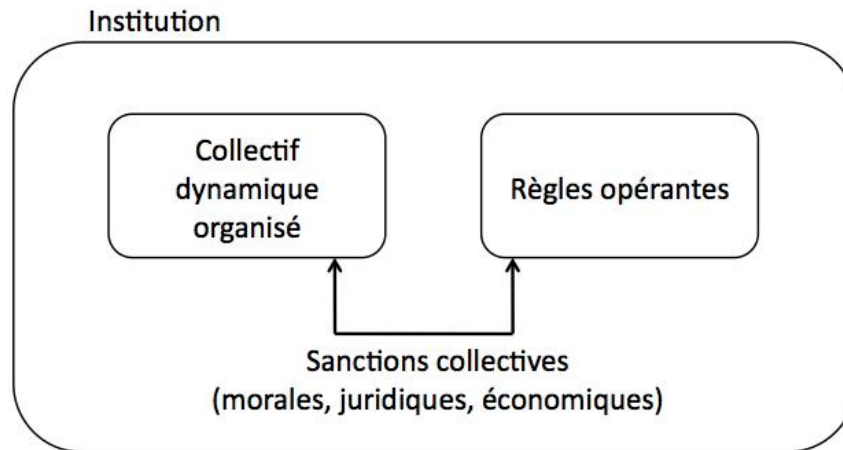 Institution
Collectif
dynamique
organisé
Règles opérantes
Sanctions collectives
(morales, juridiques, économiques)